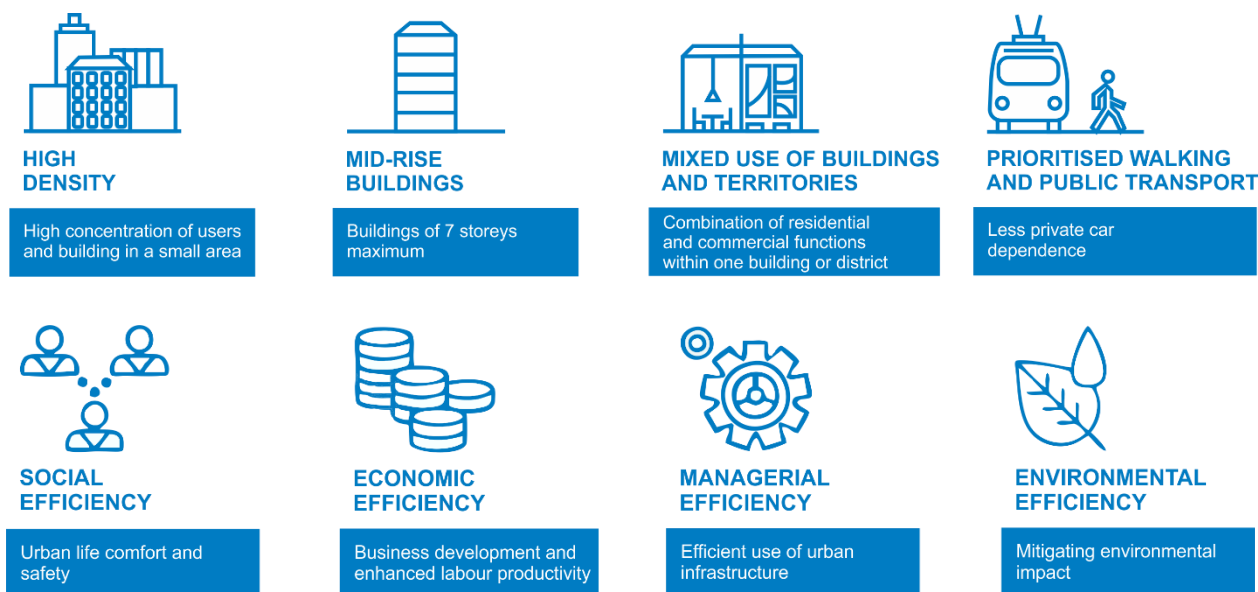 HIGH
DENSITY
High concentration of users
and building in a small area
MID-RISE
BUILDINGS
Buildings of 7 storeys
maximum
MIXED USE OF BUILDINGS
AND TERRITORIES
Combination of residential
and commercial functions
within one building or district
PRIORITISED WALKING
AND PUBLIC TRANSPORT
Less private car
dependence
SOCIAL
EFFICIENCY
Urban life comfort and
safety
ECONOMIC
EFFICIENCY
Business development and
enhanced labour productivity
MANAGERIAL
EFFICIENCY
Efficient use of urban
infrastructure
ENVIRONMENTAL
EFFICIENCY
Mitigating environmental
impact